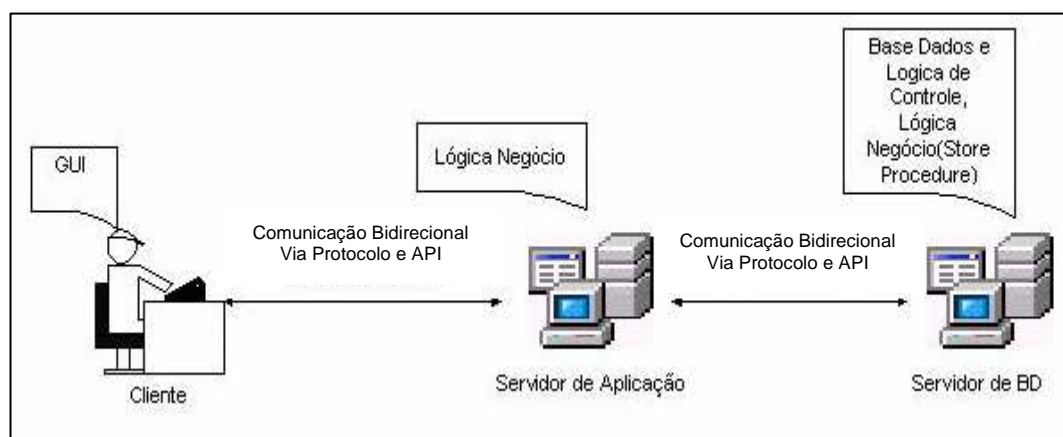 GUI
Lógica Negócio
Base Dados e
Logica de
Controle,
Lógica
Negócio(Store
Procedure)
Comunicação Bidirecional
Via Protocolo e API
Comunicação Bidirecional
Via Protocolo e API
Cliente
Servidor de Aplicação
Servidor de BD